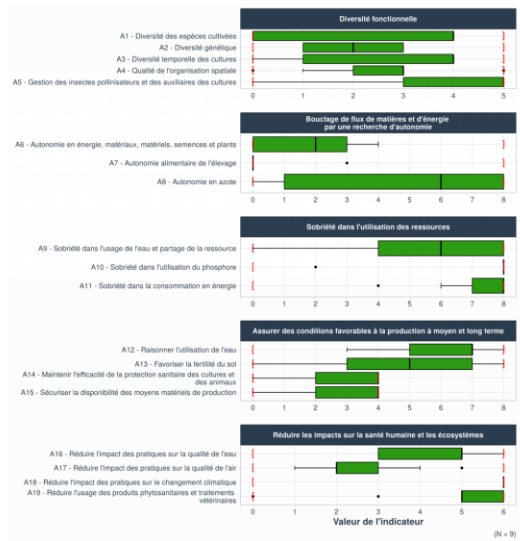 Diversité fonctionnelle
A1 - Diversité des espèces cultivées
A2 - Diversité génétique
A3 - Diversité temporelle des cultures
A4 - Qualité de l'organisation spatiale
A5 - Gestion des insectes pollinisateurs et des auxiliaires des cultures
0 1 2 3 4 5
Bouclage de flux de matières et d'énergie
par une recherche d'autonomie
A6 - Autonomie en énergie, matériaux, matériels, semences et plants
A7 - Autonomie alimentaire de l'élevage
A8 - Autonomie en azote
0 1 2 3 4 5 6 7 8
Sobriété dans l'utilisation des ressources
A9 - Sobriété dans l'usage de l'eau et partage de la ressource
A10 - Sobriété dans l'utilisation du phosphore
A11 - Sobriété dans la consommation en énergie
0 1 2 3 4 5 6 7 8
Assurer des conditions favorables à la production à moyen et long terme
A12 - Raisonner l'utilisation de l'eau
A13 - Favoriser la fertilité du sol
A14 - Maintenir l'efficacité de la protection sanitaire des cultures et
des animaux
A15 - Sécuriser la disponibilité des moyens matériels de production
0 1 2 3 4 5 6 7 8
Réduire les impacts sur la santé humaine et les écosystèmes
A16 - Réduire l'impact des pratiques sur la qualité de l'eau
A17 - Réduire l'impact des pratiques sur la qualité de l'air
A18 - Réduire l'impact des pratiques sur le changement climatique
A19 - Réduire l'usage des produits phytosanitaires et traitements
vétérinaires
0 1 2 3 4 5 6
Valeur de l'indicateur
(N = 9)